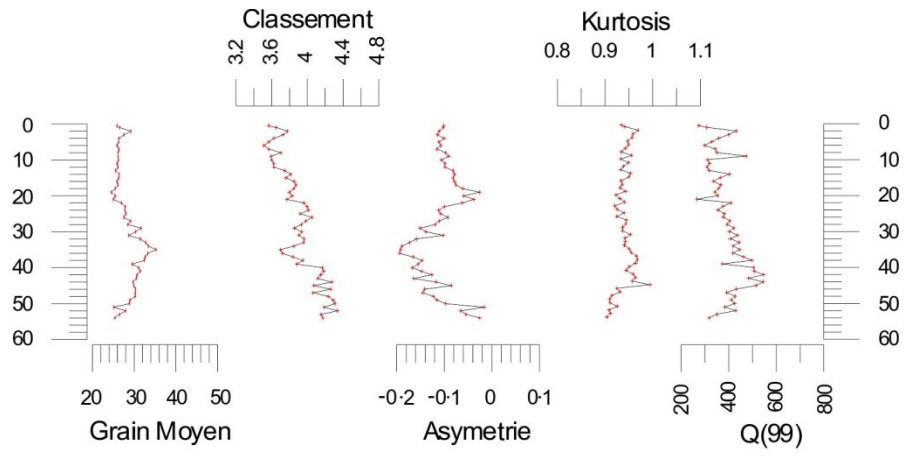 Classement
Kurtosis
3.2 3.6 4 4.4 4.8
0.8 0.9 1 1.1
0 0
10 10
20 20
30 30
40 40
50 50
60 60
20 30 40 50
-0·2 -0·1 0 0·1
200 400 600 800
Grain Moyen
Asymetrie
Q(99)